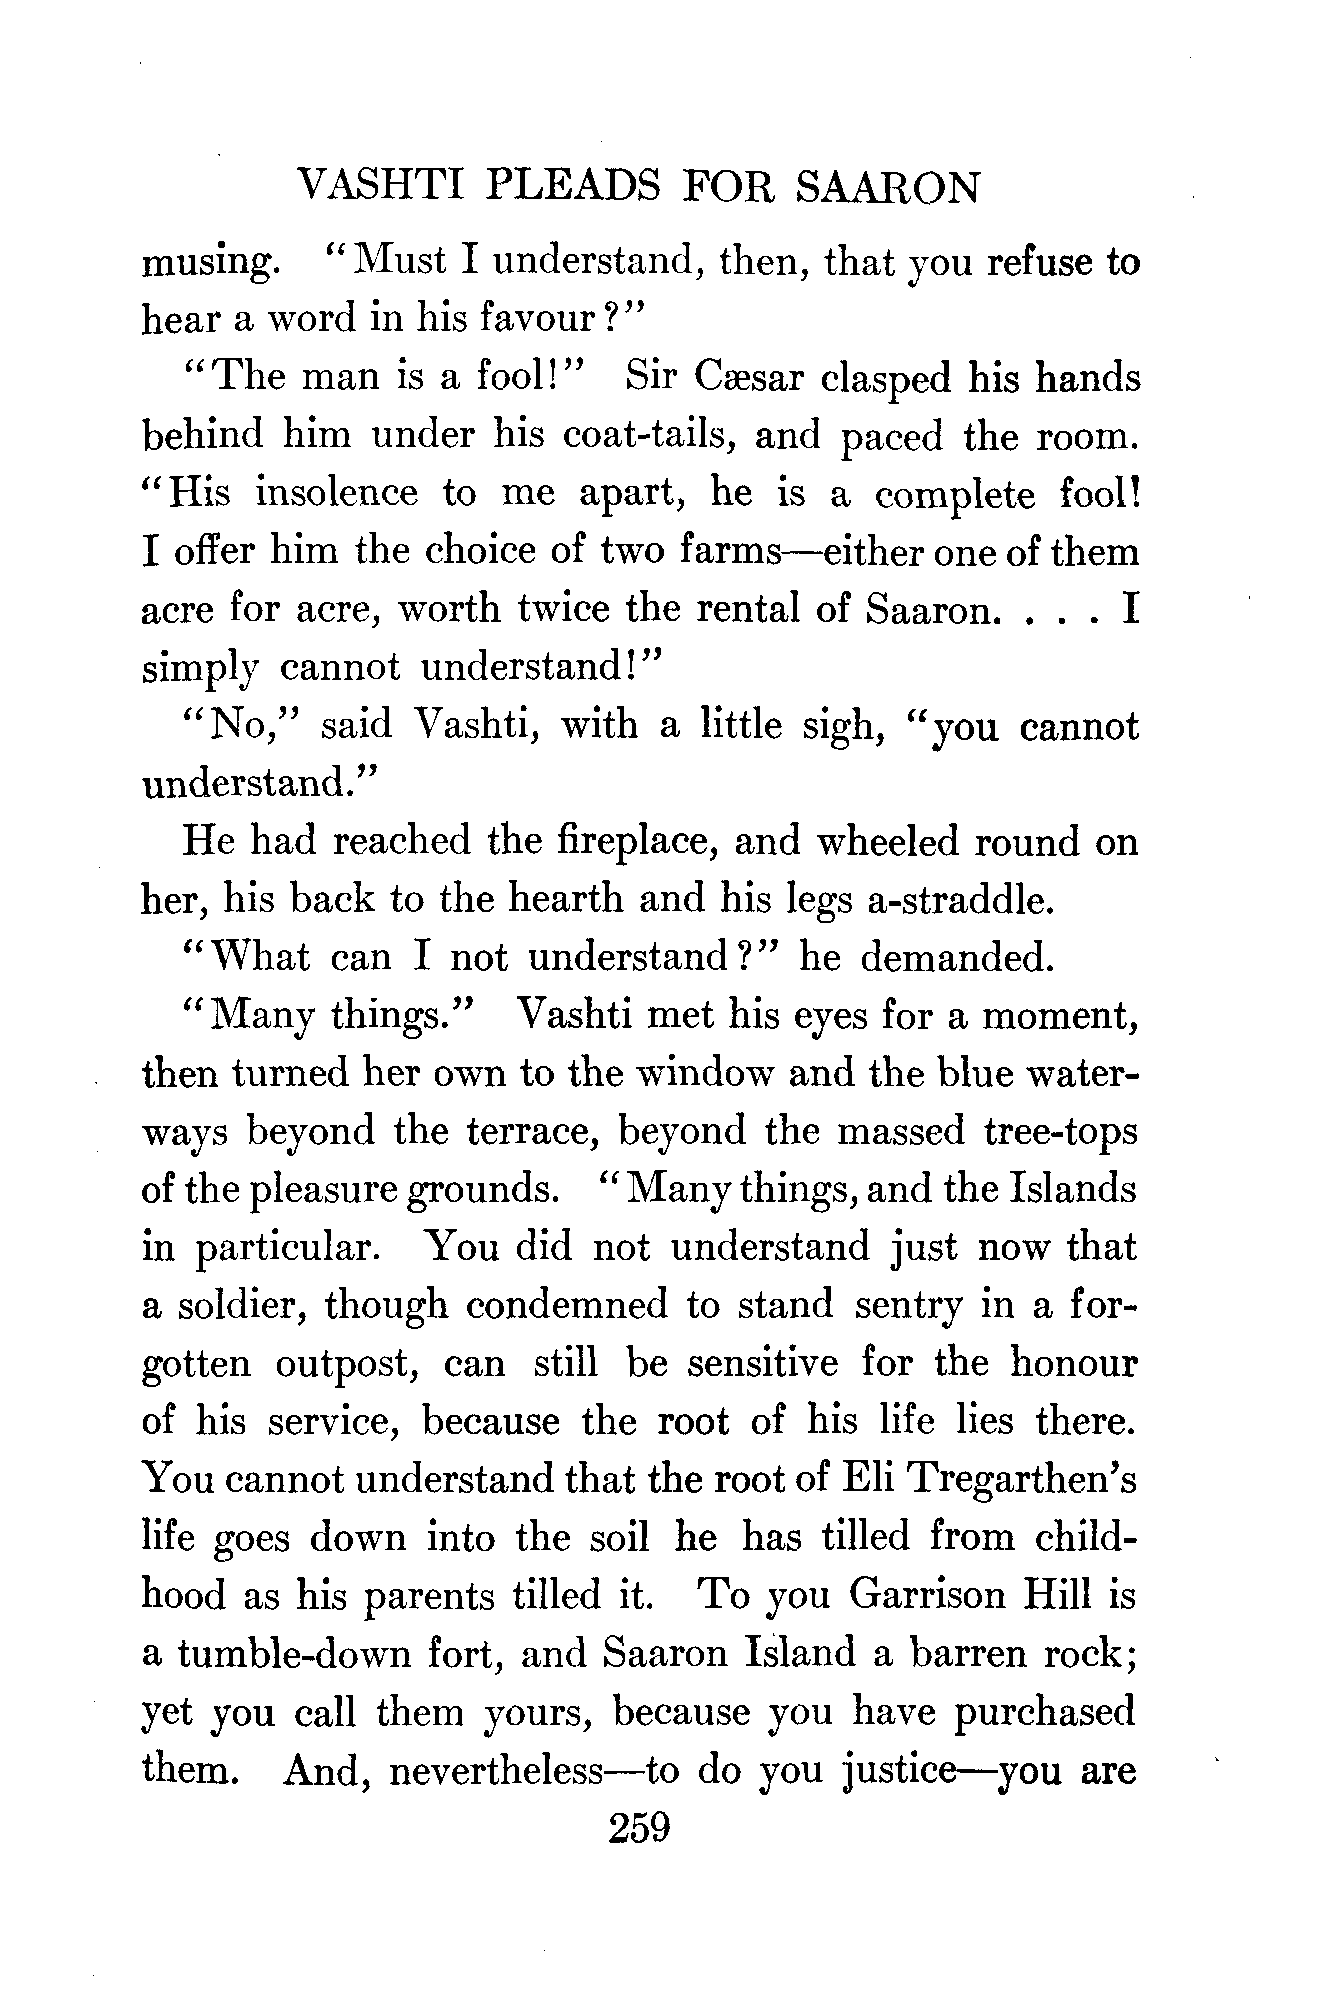 VASHTI PLEADS FOR SAARON
musing. "Must I understand, then, that you refuse to
hear a word in his favour?"
"The man is a fool!" Sir Cæsar clasped his hands
behind him under his coat-tails, and paced the room.
"His insolence to me apart, he is a complete fool!
I offer him the choice of two farms—either one of them
acre for acre, worth twice the rental of Saaron. . . . I
simply cannot understand!"
"No," said Vashti, with a little sigh, "you cannot
understand."
He had reached the fireplace, and wheeled round on
her, his back to the hearth and his legs a-straddle.
"What can I not understand?" he demanded.
"Many things." Vashti met his eyes for a moment,
then turned her own to the window and the blue water-
ways beyond the terrace, beyond the massed tree-tops
of the pleasure grounds. "Many things, and the Islands
in particular. You did not understand just now that
a soldier, though condemned to stand sentry in a for-
gotten outpost, can still be sensitive for the honour
of his service, because the root of his life lies there.
You cannot understand that the root of Eli Tregarthen's
life goes down into the soil he has tilled from child-
hood as his parents tilled it. To you Garrison Hill is
a tumble-down fort, and Saaron Island a barren rock;
yet you call them yours, because you have purchased
them. And, nevertheless—to do you justice—you are
259